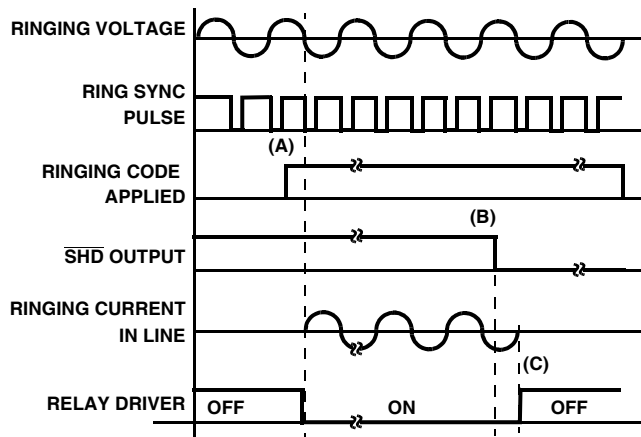 RINGING VOLTAGE
RING SYNC
PULSE
(A)
RINGING CODE
APPLIED
(B)
SHD OUTPUT
RINGING CURRENT
IN LINE
(C)
RELAY DRIVER
OFF
ON
OFF